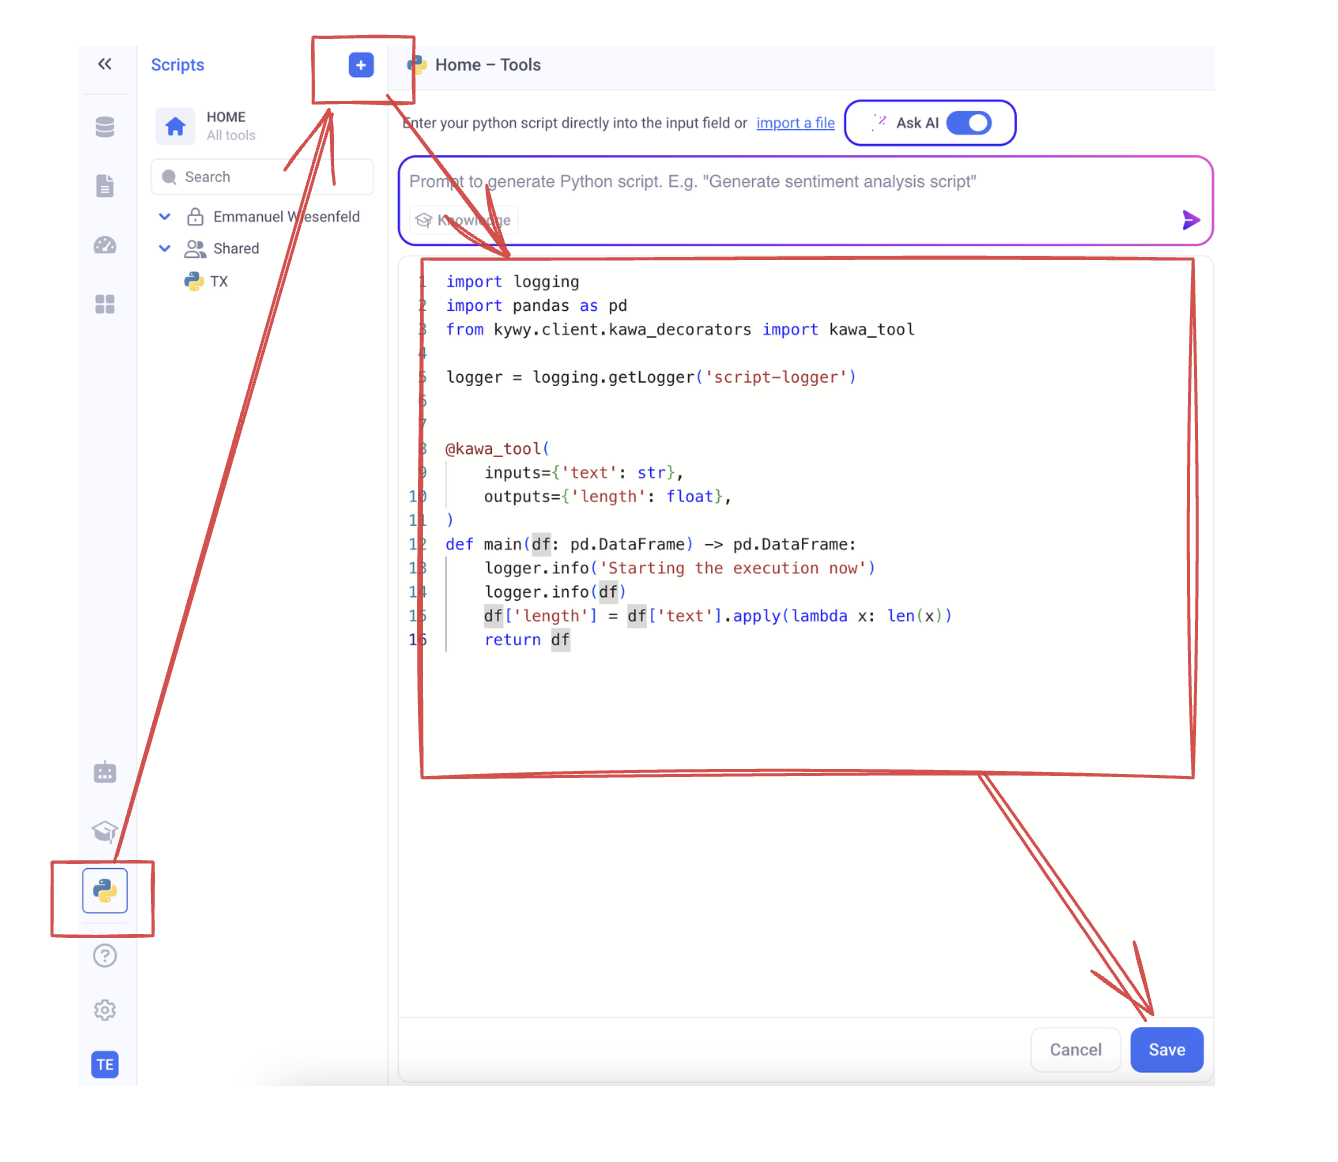 Scripts
Home – Tools
HOME
All tools
Search
Emmanuel Wiesenfeld
Shared
TX
TE
Enter your python script directly into the input field or import a file
Ask AI
Prompt to generate Python script. E.g. "Generate sentiment analysis script"
Knowledge
1 import logging
2 import pandas as pd
3 from kywy.client.kawa_decorators import kawa_tool
4
5 logger = logging.getLogger('script-logger')
6
7
8 @kawa_tool(
9     inputs={'text': str},
10     outputs={'length': float},
11 )
12 def main(df: pd.DataFrame) -> pd.DataFrame:
13     logger.info('Starting the execution now')
14     logger.info(df)
15     df['length'] = df['text'].apply(lambda x: len(x))
16     return df
Cancel
Save